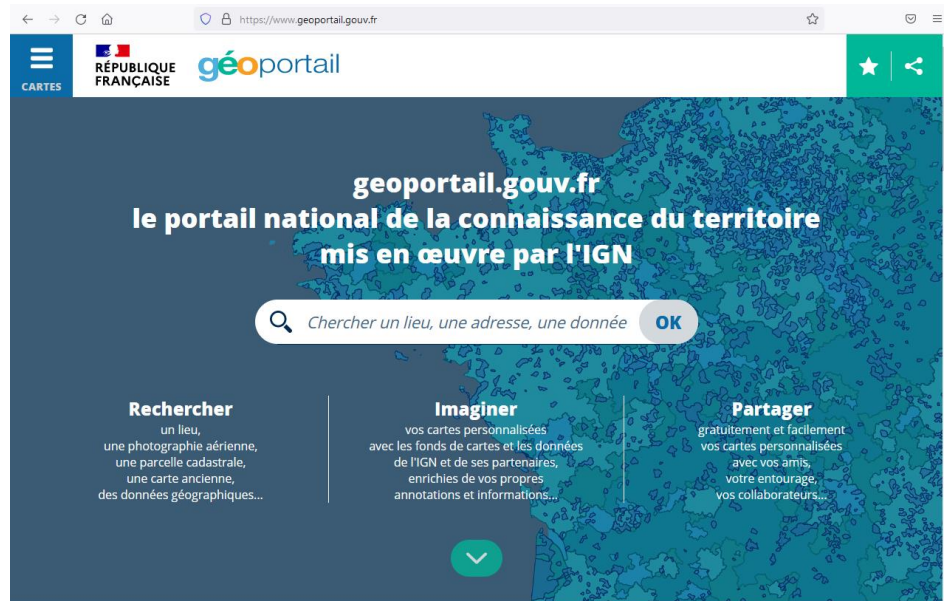 https://www.geoportail.gouv.fr
CARTES
RÉPUBLIQUE
FRANÇAISE
géoportail
geoportail.gouv.fr
le portail national de la connaissance du territoire
mis en œuvre par l'IGN
Chercher un lieu, une adresse, une donnée
OK
Rechercher
un lieu,
une photographie aérienne,
une parcelle cadastrale,
une carte ancienne,
des données géographiques...
Imaginer
vos cartes personnalisées
avec les fonds de cartes et les données
de l'IGN et de ses partenaires,
enrichies de vos propres
annotations et informations...
Partager
gratuitement et facilement
vos cartes personnalisées
avec vos amis,
votre entourage,
vos collaborateurs...